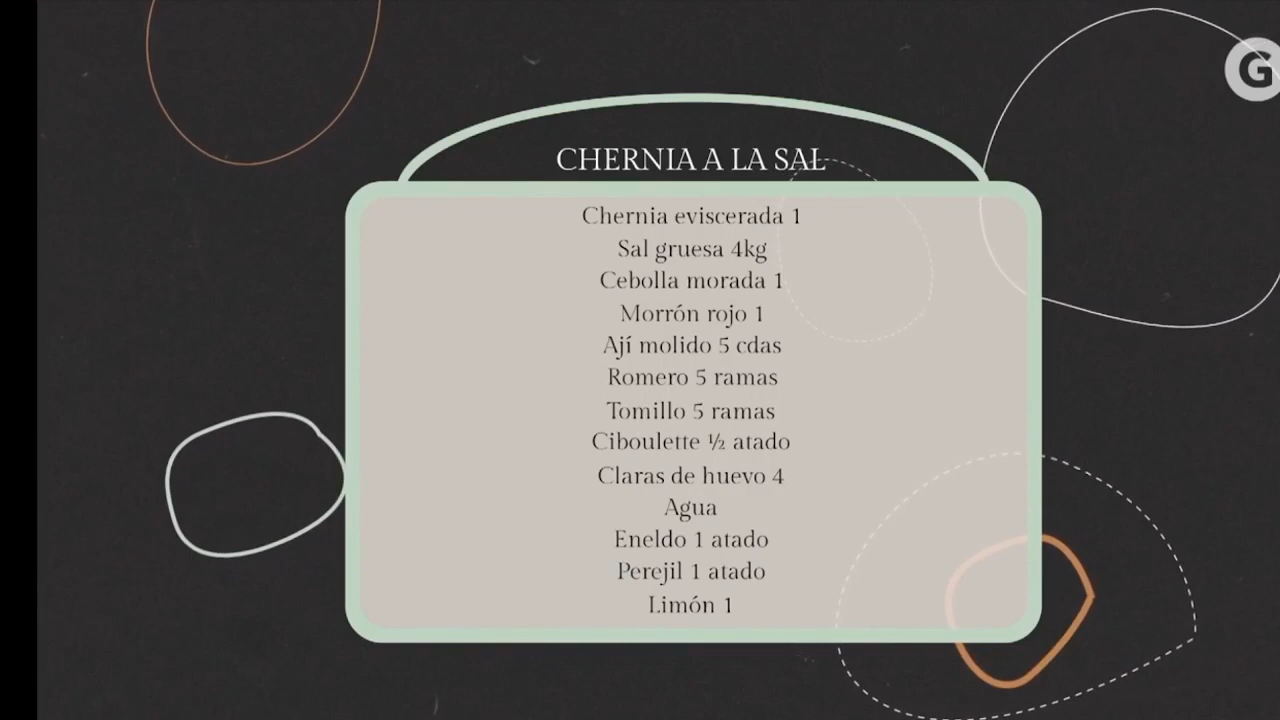 G
CHERNIA A LA SAL
Chernia eviscerada 1
Sal gruesa 4kg
Cebolla morada 1
Morrón rojo 1
Ají molido 5 cdas
Romero 5 ramas
Tomillo 5 ramas
Ciboulette ½ atado
Claras de huevo 4
Agua
Eneldo 1 atado
Perejil 1 atado
Limón 1